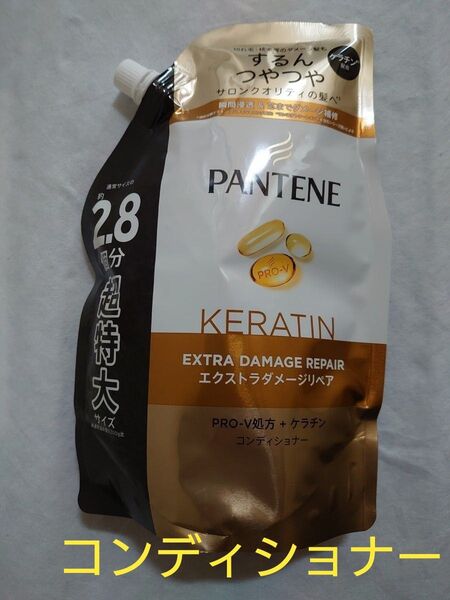 するん
つやつや
サロンクオリティの髪へ
ケラチン
配合
PANTENE
PRO-V
KERATIN
EXTRA DAMAGE REPAIR
エクストラダメージリペア
PRO-V処方 + ケラチン
コンディショナー
通常サイズの
約
2.8
個分
超特大
サイズ
コンディショナー